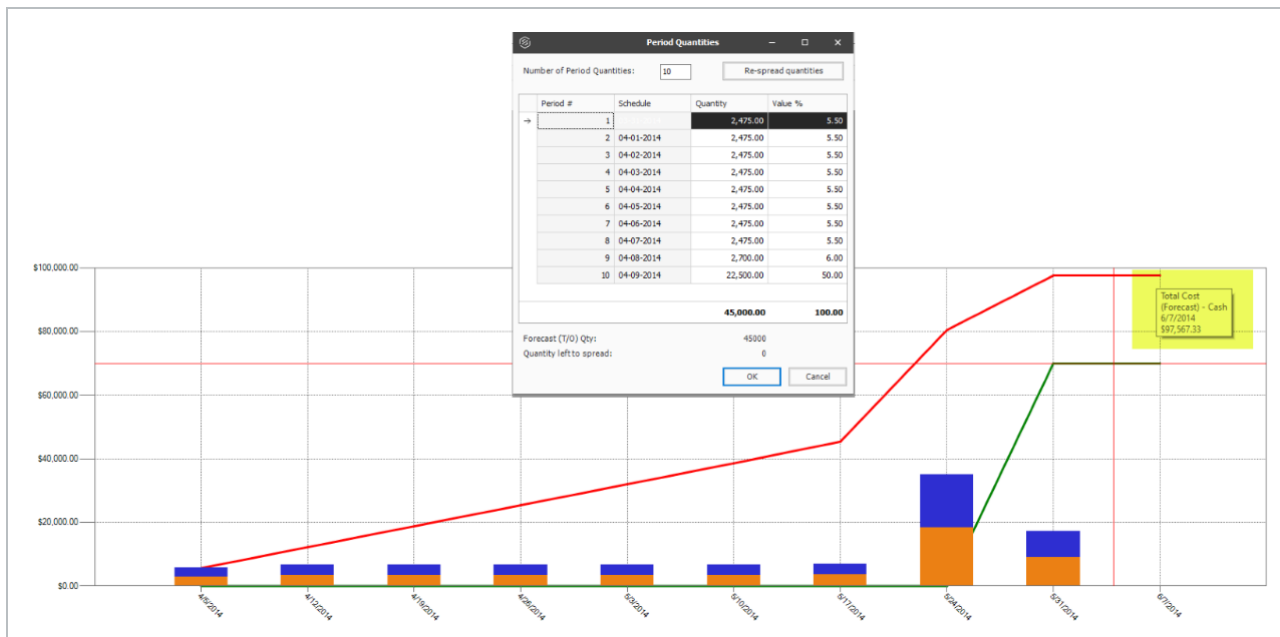 Period Quantities
Number of Period Quantities: 10 Re-spread quantities
Period # Schedule Quantity Value %
1 2,475.00 5.50
2 04-01-2014 2,475.00 5.50
3 04-02-2014 2,475.00 5.50
4 04-03-2014 2,475.00 5.50
5 04-04-2014 2,475.00 5.50
6 04-05-2014 2,475.00 5.50
7 04-06-2014 2,475.00 5.50
8 04-07-2014 2,475.00 5.50
9 04-08-2014 2,700.00 6.00
10 04-09-2014 22,500.00 50.00
45,000.00 100.00
Forecast (T/O) Qty: 45000
Quantity left to spread: 0
OK Cancel
$100,000.00
$80,000.00
$60,000.00
$40,000.00
$20,000.00
$0.00
Total Cost
(Forecast) - Cash
6/7/2014
$97,567.33
4/5/2014 4/12/2014 4/19/2014 4/26/2014 5/3/2014 5/10/2014 5/17/2014 5/24/2014 5/31/2014 6/7/2014